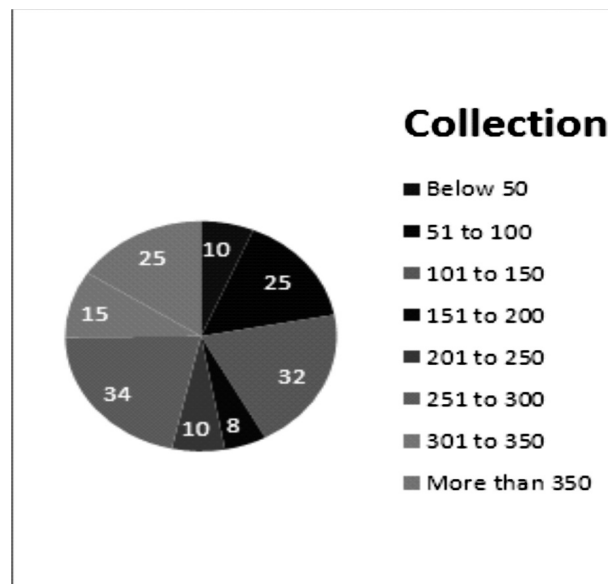 Collection
Below 50
51 to 100
101 to 150
151 to 200
201 to 250
251 to 300
301 to 350
More than 350
10
25
32
8
10
34
15
25